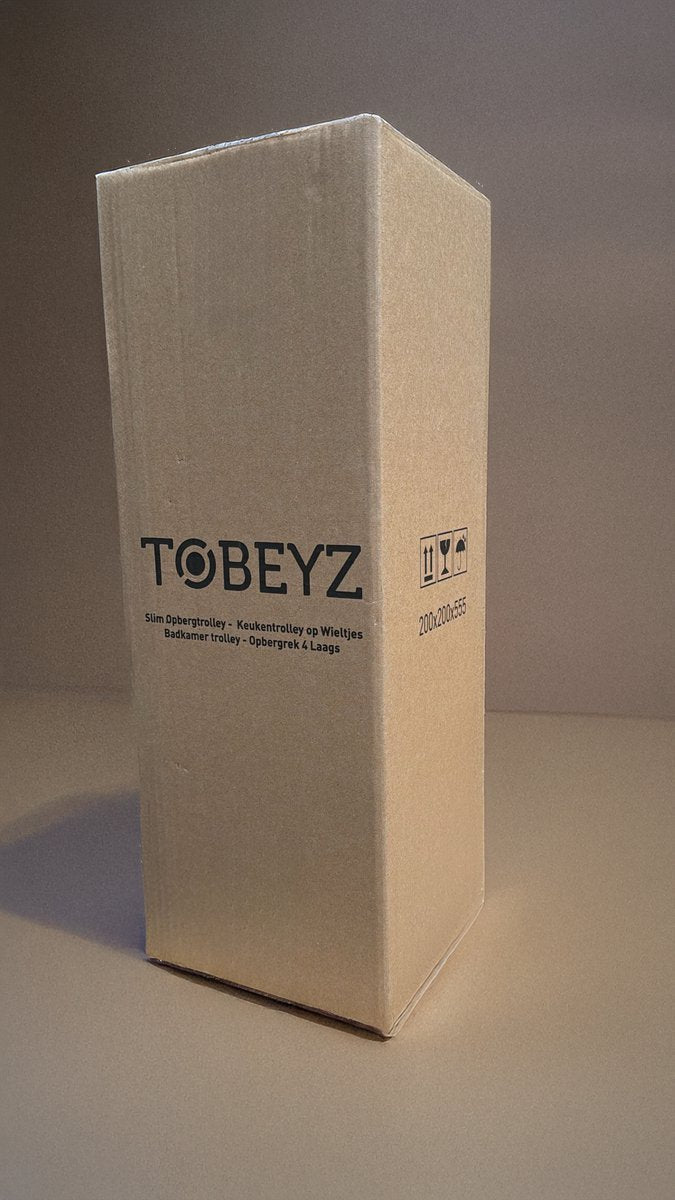 TOBEYZ
Slim Opbergtrolley - Keukentrolley op Wieltjes
Badkamer trolley - Opbergrek 4 Laags
200x200x555